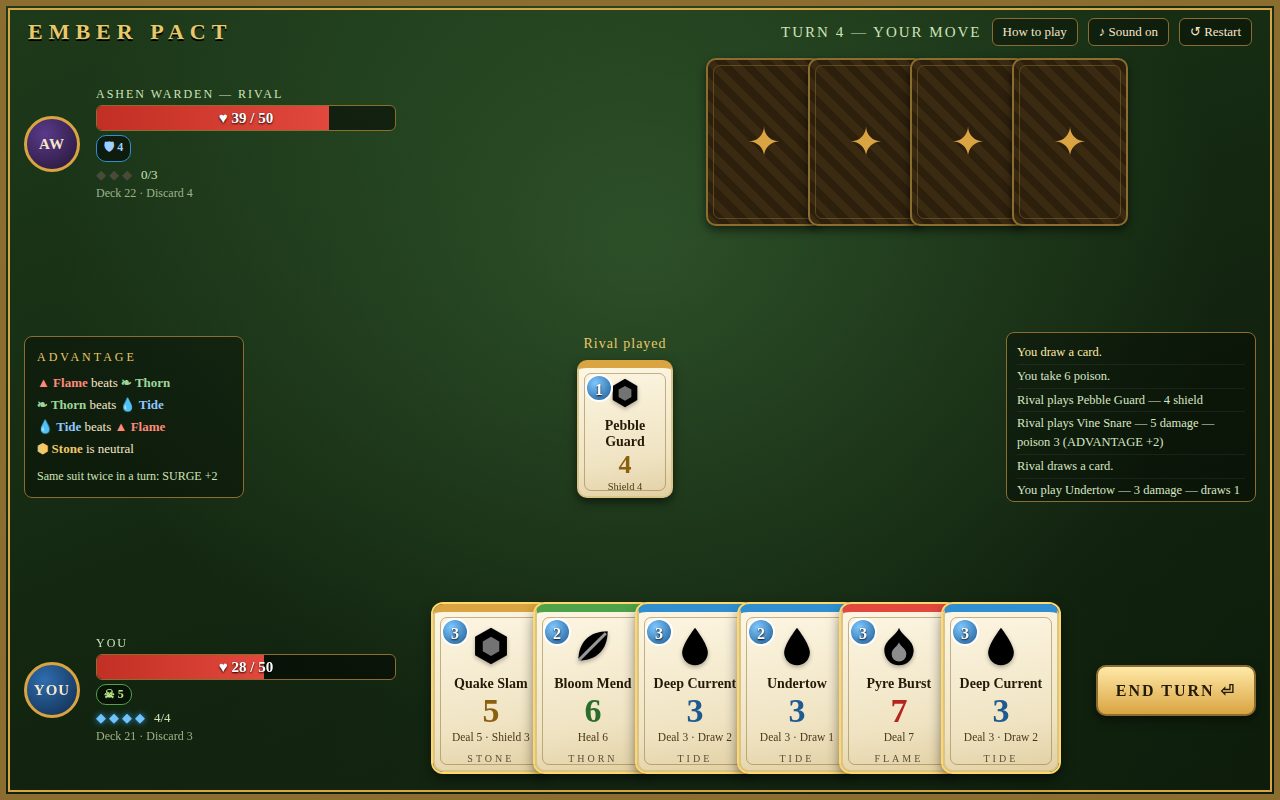 EMBER PACT
TURN 4 — YOUR MOVE
How to play
♪ Sound on
↺ Restart
ASHEN WARDEN — RIVAL
AW
♥ 39 / 50
4
0/3
Deck 22 · Discard 4
ADVANTAGE
▲ Flame beats ❧ Thorn
❧ Thorn beats 💧 Tide
💧 Tide beats ▲ Flame
⬢ Stone is neutral
Same suit twice in a turn: SURGE +2
Rival played
1
Pebble
Guard
4
Shield 4
You draw a card.
You take 6 poison.
Rival plays Pebble Guard — 4 shield
Rival plays Vine Snare — 5 damage —
poison 3 (ADVANTAGE +2)
Rival draws a card.
You play Undertow — 3 damage — draws 1
YOU
YOU
♥ 28 / 50
☠ 5
4/4
Deck 21 · Discard 3
3
Quake Slam
5
Deal 5 · Shield 3
STONE
2
Bloom Mend
6
Heal 6
THORN
3
Deep Current
3
Deal 3 · Draw 2
TIDE
2
Undertow
3
Deal 3 · Draw 1
TIDE
3
Pyre Burst
7
Deal 7
FLAME
3
Deep Current
3
Deal 3 · Draw 2
TIDE
END TURN ⏎